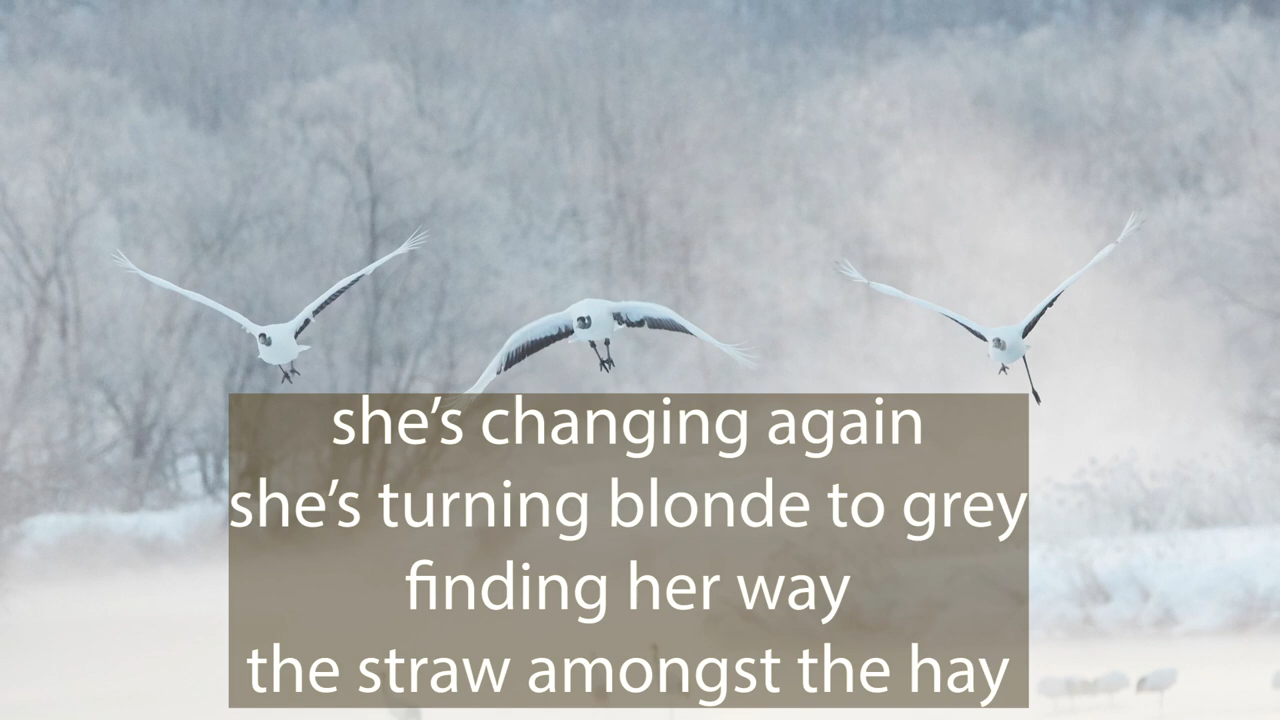 she’s changing again
she’s turning blonde to grey
finding her way
the straw amongst the hay